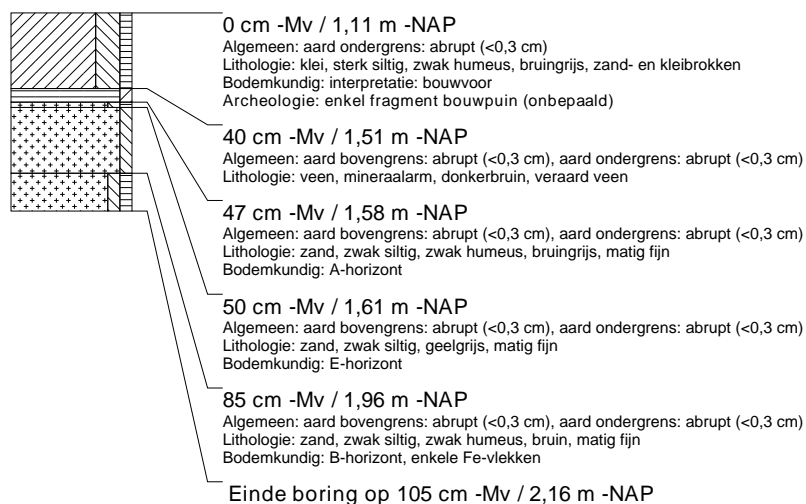 0 cm -Mv / 1,11 m -NAP
Algemeen: aard ondergrens: abrupt (<0,3 cm)
Lithologie: klei, sterk siltig, zwak humeus, bruingrijs, zand- en kleibrokken
Bodemkundig: interpretatie: bouwvoor
Archeologie: enkel fragment bouwpuin (onbepaald)
40 cm -Mv / 1,51 m -NAP
Algemeen: aard bovengrens: abrupt (<0,3 cm), aard ondergrens: abrupt (<0,3 cm)
Lithologie: veen, mineraalarm, donkerbruin, veraard veen
47 cm -Mv / 1,58 m -NAP
Algemeen: aard bovengrens: abrupt (<0,3 cm), aard ondergrens: abrupt (<0,3 cm)
Lithologie: zand, zwak siltig, zwak humeus, bruingrijs, matig fijn
Bodemkundig: A-horizont
50 cm -Mv / 1,61 m -NAP
Algemeen: aard bovengrens: abrupt (<0,3 cm), aard ondergrens: abrupt (<0,3 cm)
Lithologie: zand, zwak siltig, geelgrijs, matig fijn
Bodemkundig: E-horizont
85 cm -Mv / 1,96 m -NAP
Algemeen: aard bovengrens: abrupt (<0,3 cm), aard ondergrens: abrupt (<0,3 cm)
Lithologie: zand, zwak siltig, zwak humeus, bruin, matig fijn
Bodemkundig: B-horizont, enkele Fe-vlekken
Einde boring op 105 cm -Mv / 2,16 m -NAP